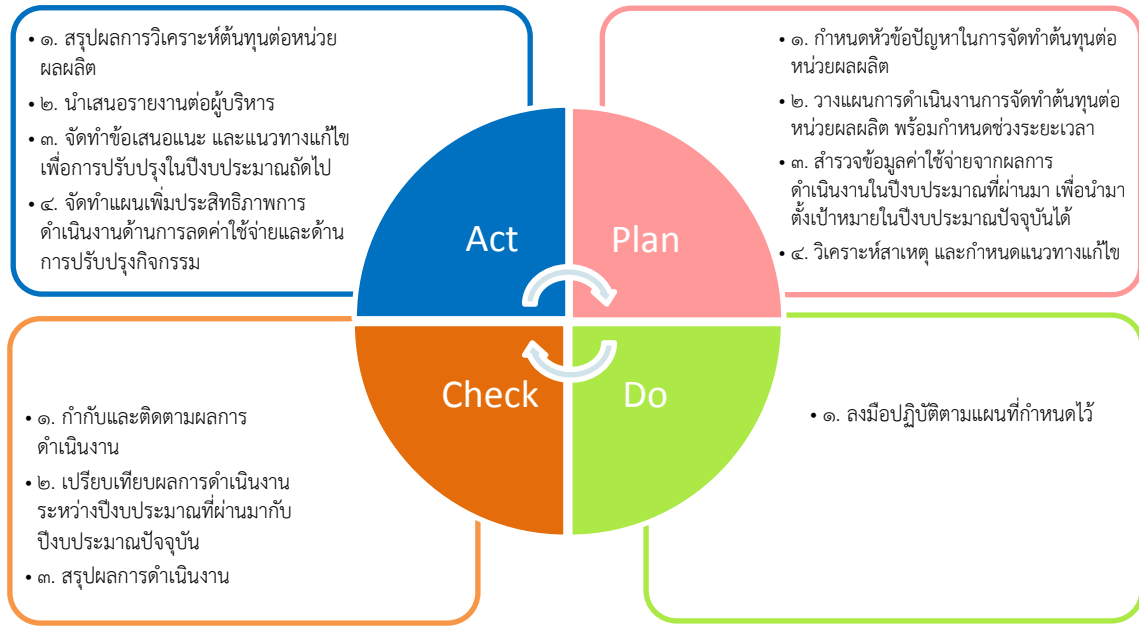 • ๑. สรุปผลการวิเคราะห์ต้นทุนต่อหน่วย
ผลผลิต
• ๒. นำเสนอรายงานต่อผู้บริหาร
• ๓. จัดทำข้อเสนอแนะ และแนวทางแก้ไข
เพื่อการปรับปรุงในปีงบประมาณถัดไป
• ๔. จัดทำแผนเพิ่มประสิทธิภาพการ
ดำเนินงานด้านการลดค่าใช้จ่ายและด้าน
การปรับปรุงกิจกรรม
• ๑. กำหนดหัวข้อปัญหาในการจัดทำต้นทุนต่อ
หน่วยผลผลิต
• ๒. วางแผนการดำเนินงานการจัดทำต้นทุนต่อ
หน่วยผลผลิต พร้อมกำหนดช่วงระยะเวลา
• ๓. สำรวจข้อมูลค่าใช้จ่ายจากผลการ
ดำเนินงานในปีงบประมาณที่ผ่านมา เพื่อนำมา
ตั้งเป้าหมายในปีงบประมาณปัจจุบันได้
• ๔. วิเคราะห์สาเหตุ และกำหนดแนวทางแก้ไข
Act
Plan
Check
Do
• ๑. กำกับและติดตามผลการ
ดำเนินงาน
• ๒. เปรียบเทียบผลการดำเนินงาน
ระหว่างปีงบประมาณที่ผ่านมากับ
ปีงบประมาณปัจจุบัน
• ๓. สรุปผลการดำเนินงาน
• ๑. ลงมือปฏิบัติตามแผนที่กำหนดไว้